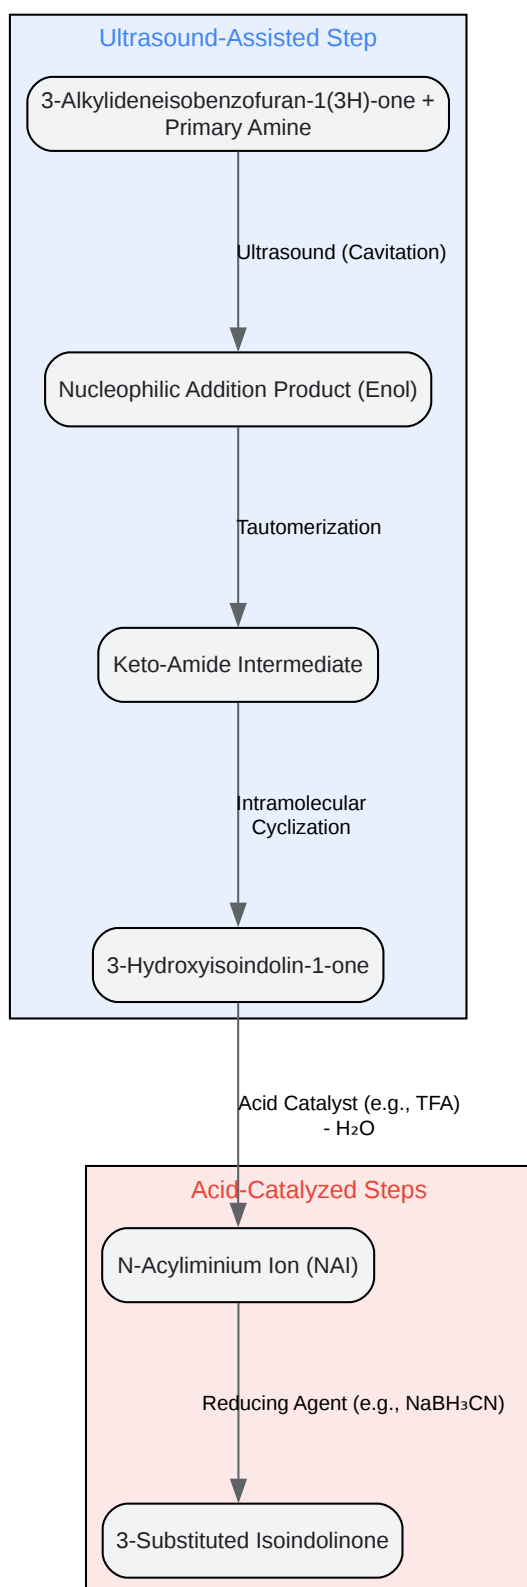 Ultrasound-Assisted Step
3-Alkylideneisobenzofuran-1(3H)-one +
Primary Amine
Ultrasound (Cavitation)
Nucleophilic Addition Product (Enol)
Tautomerization
Keto-Amide Intermediate
Intramolecular
Cyclization
3-Hydroxyisoindolin-1-one
Acid Catalyst (e.g., TFA)
- H₂O
Acid-Catalyzed Steps
N-Acyliminium Ion (NAI)
Reducing Agent (e.g., NaBH₃CN)
3-Substituted Isoindolinone